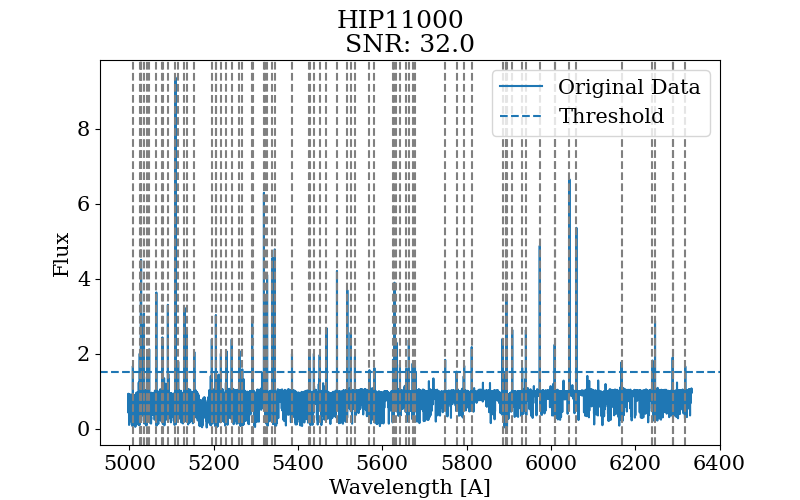 HIP11000
SNR: 32.0
Original Data
Threshold
Flux
8
6
4
2
0
5000 5200 5400 5600 5800 6000 6200 6400
Wavelength [A]